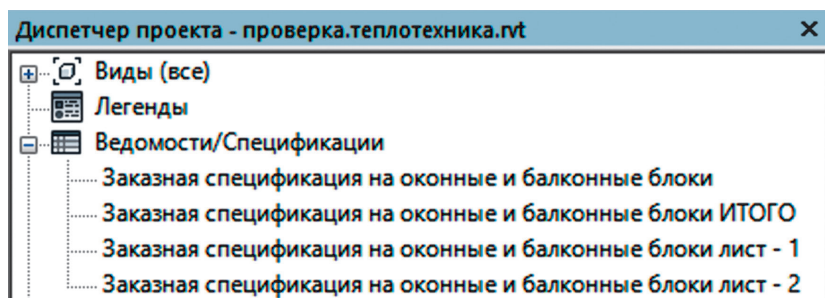 Диспетчер проекта - проверка.теплотехника.rvt
Виды (все)
Легенды
Ведомости/Спецификации
Заказная спецификация на оконные и балконные блоки
Заказная спецификация на оконные и балконные блоки ИТОГО
Заказная спецификация на оконные и балконные блоки лист - 1
Заказная спецификация на оконные и балконные блоки лист - 2